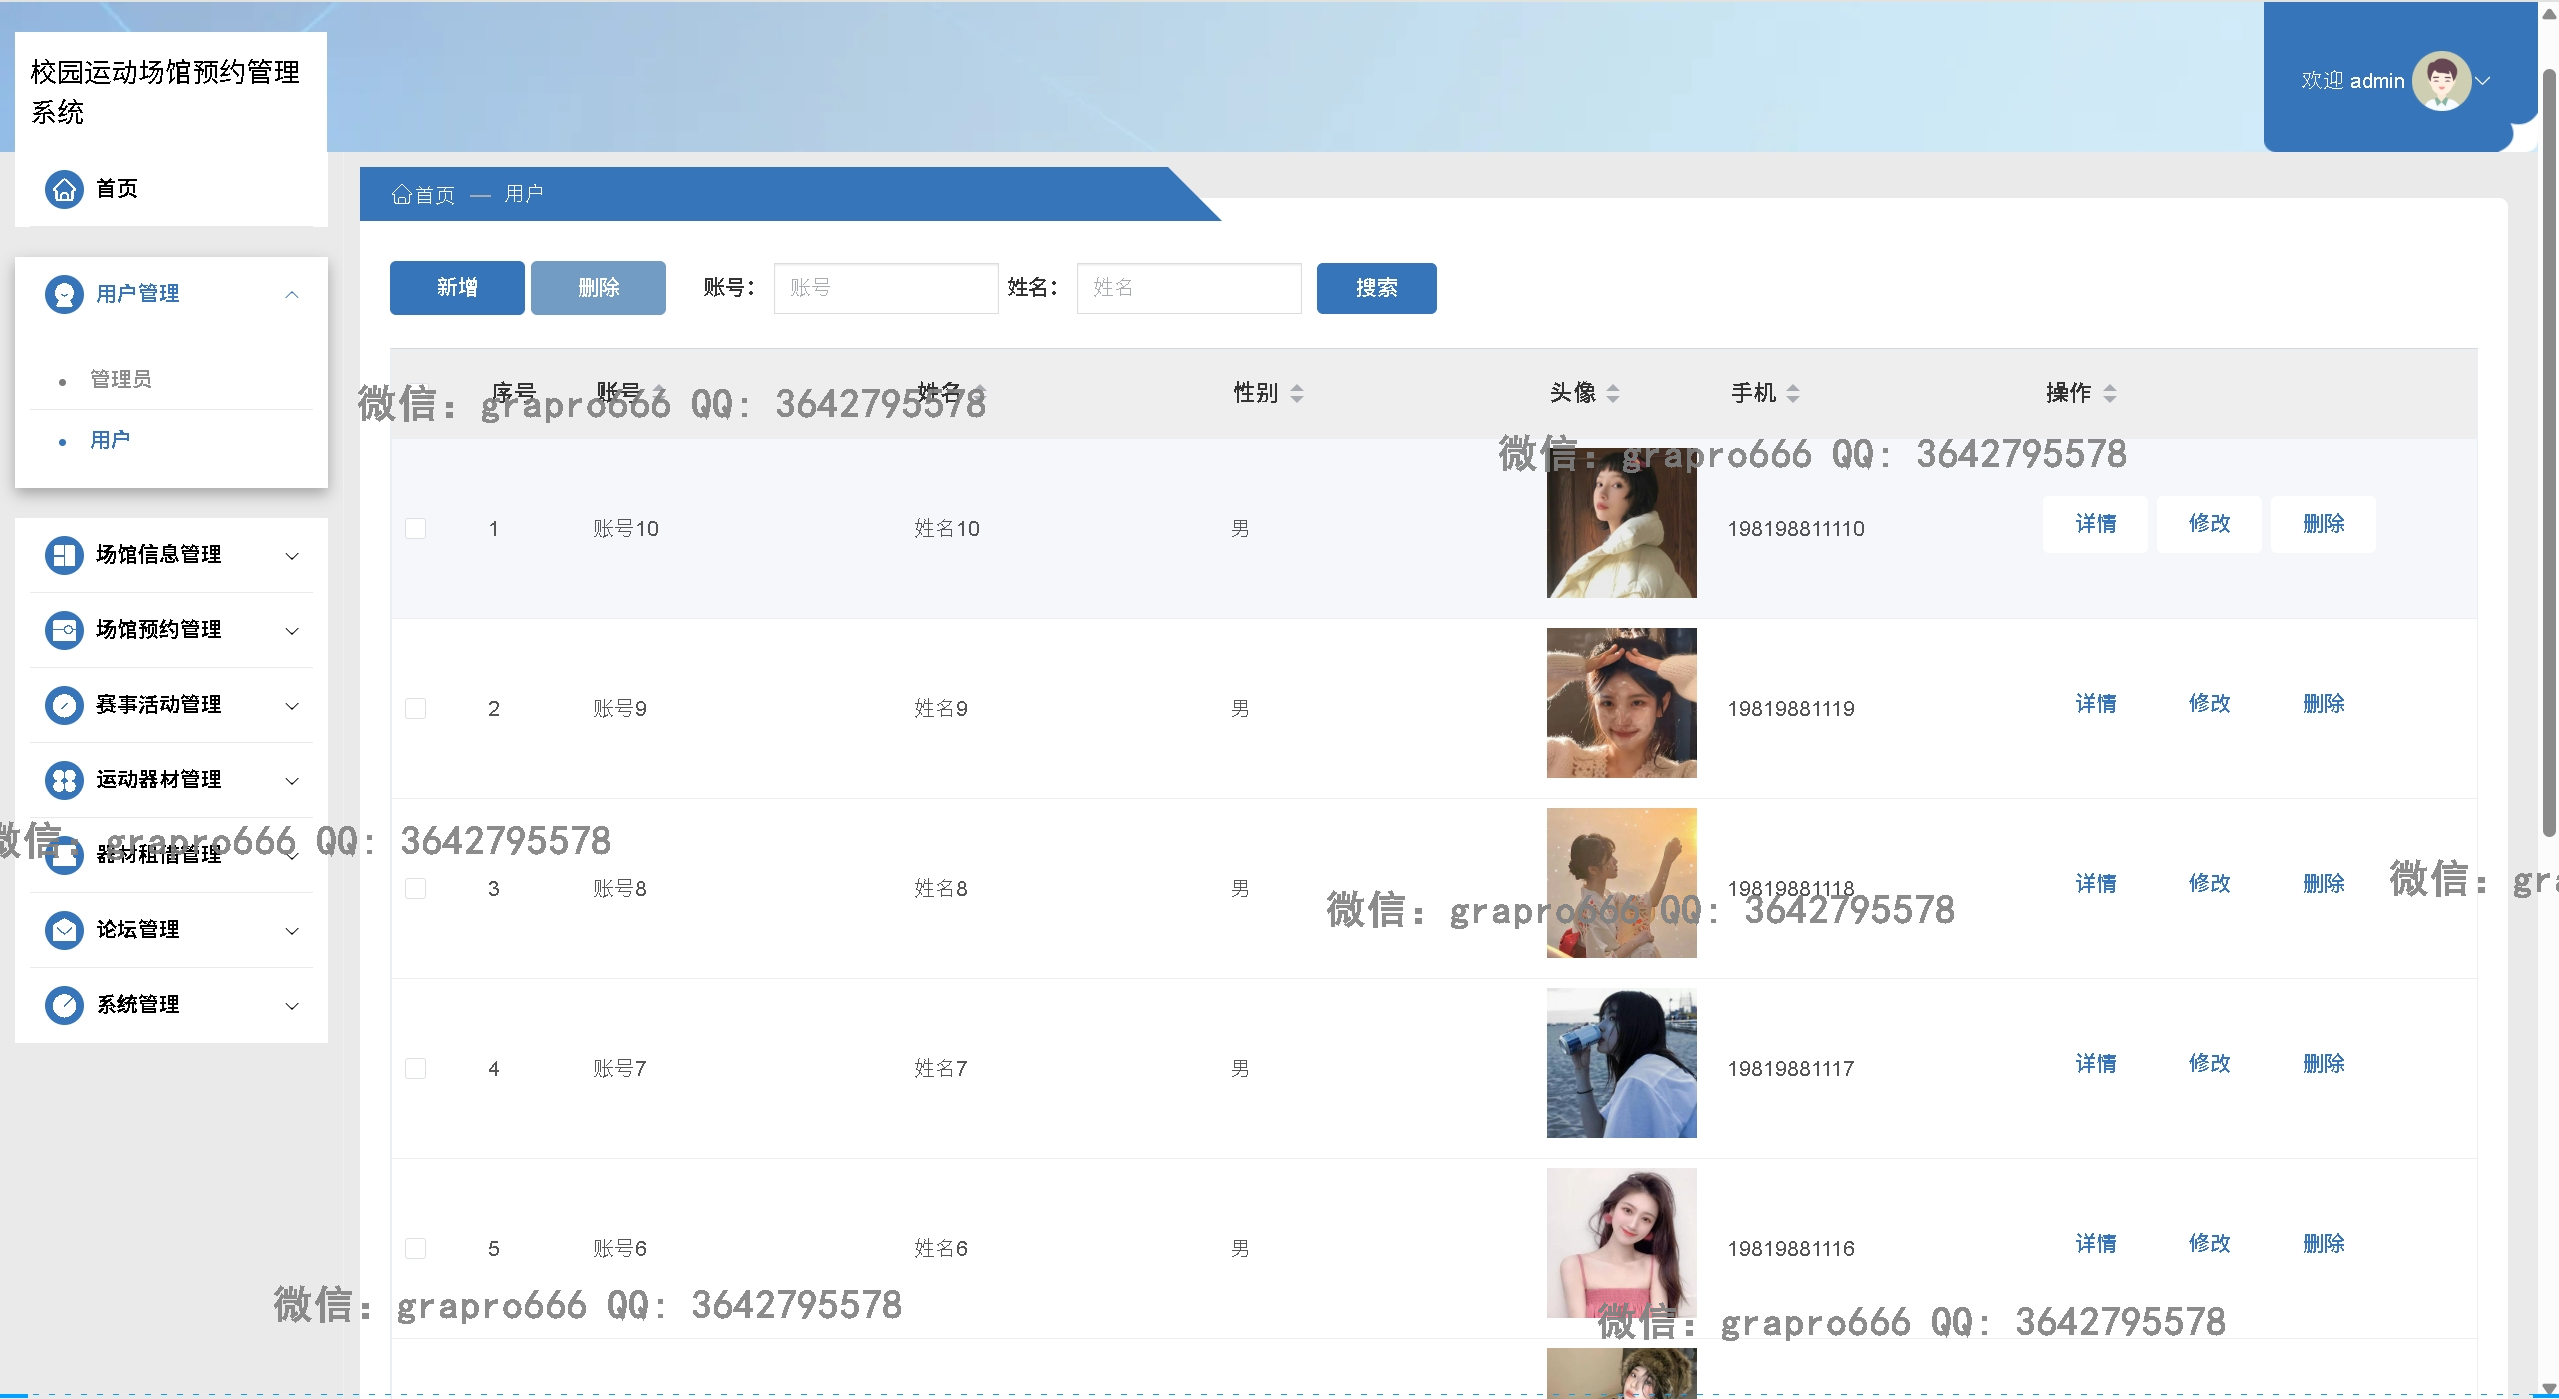 校园运动场馆预约管理
系统
欢迎 admin
首页
首页 — 用户
用户管理
管理员
用户
场馆信息管理
场馆预约管理
赛事活动管理
运动器材管理
器材租借管理
论坛管理
系统管理
新增 删除 账号： 账号 姓名： 姓名 搜索
序号 账号 姓名 性别 头像 手机 操作
微信：grapro666 QQ: 3642795578
微信：grapro666 QQ: 3642795578
1 账号10 姓名10 男 198198811110 详情 修改 删除
2 账号9 姓名9 男 19819881119 详情 修改 删除
微信：grapro666 QQ: 3642795578
3 账号8 姓名8 男 19819881118 详情 修改 删除
微信：gra
微信：grapro666 QQ: 3642795578
4 账号7 姓名7 男 19819881117 详情 修改 删除
5 账号6 姓名6 男 19819881116 详情 修改 删除
微信：grapro666 QQ: 3642795578
微信：grapro666 QQ: 3642795578